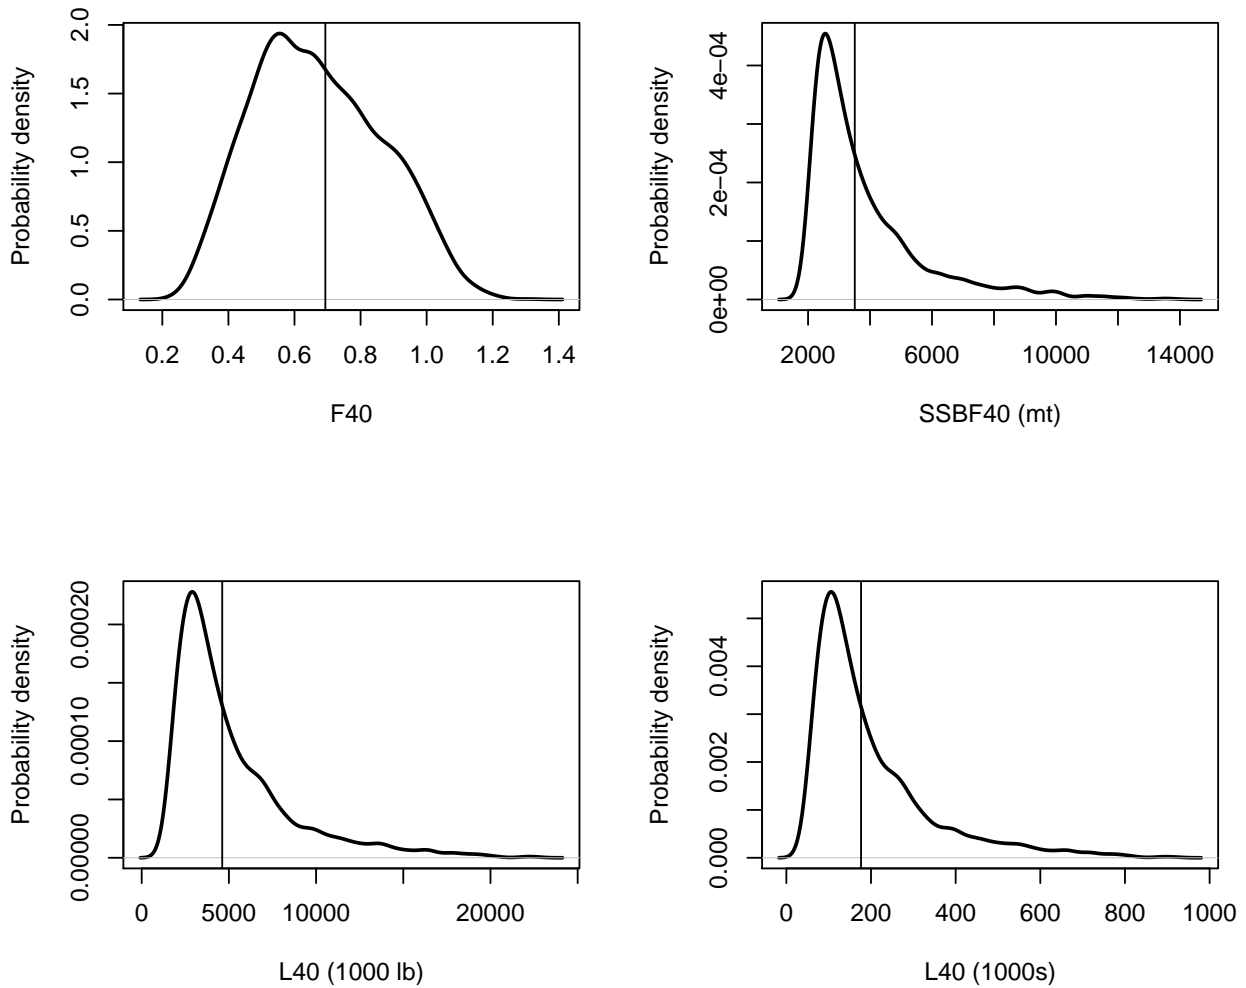 Probability density
0.0 0.5 1.0 1.5 2.0
0.2 0.4 0.6 0.8 1.0 1.2 1.4
F40
Probability density
0e+00 2e−04 4e−04
2000 6000 10000 14000
SSBF40 (mt)
Probability density
0.00000 0.00010 0.00020
0 5000 10000 20000
L40 (1000 lb)
Probability density
0.000 0.002 0.004
0 200 400 600 800 1000
L40 (1000s)